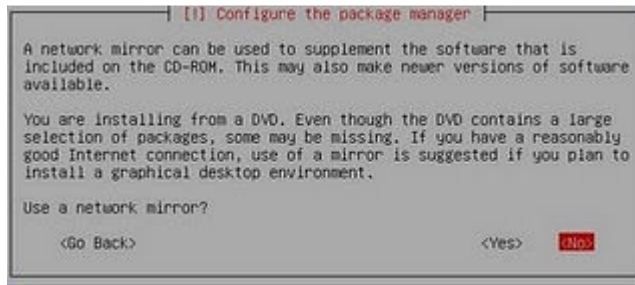 [!] Configure the package manager
A network mirror can be used to supplement the software that is
included on the CD-ROM. This may also make newer versions of software
available.
You are installing from a DVD. Even though the DVD contains a large
selection of packages, some may be missing. If you have a reasonably
good Internet connection, use of a mirror is suggested if you plan to
install a graphical desktop environment.
Use a network mirror?
<Go Back> <Yes> <No>